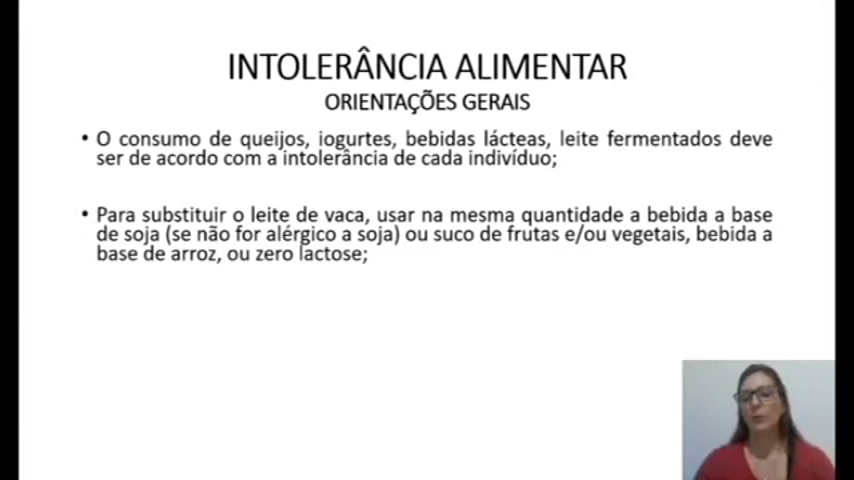 INTOLERÂNCIA ALIMENTAR
ORIENTAÇÕES GERAIS
• O consumo de queijos, iogurtes, bebidas lácteas, leite fermentados deve
ser de acordo com a intolerância de cada indivíduo;
• Para substituir o leite de vaca, usar na mesma quantidade a bebida a base
de soja (se não for alérgico a soja) ou suco de frutas e/ou vegetais, bebida a
base de arroz, ou zero lactose;